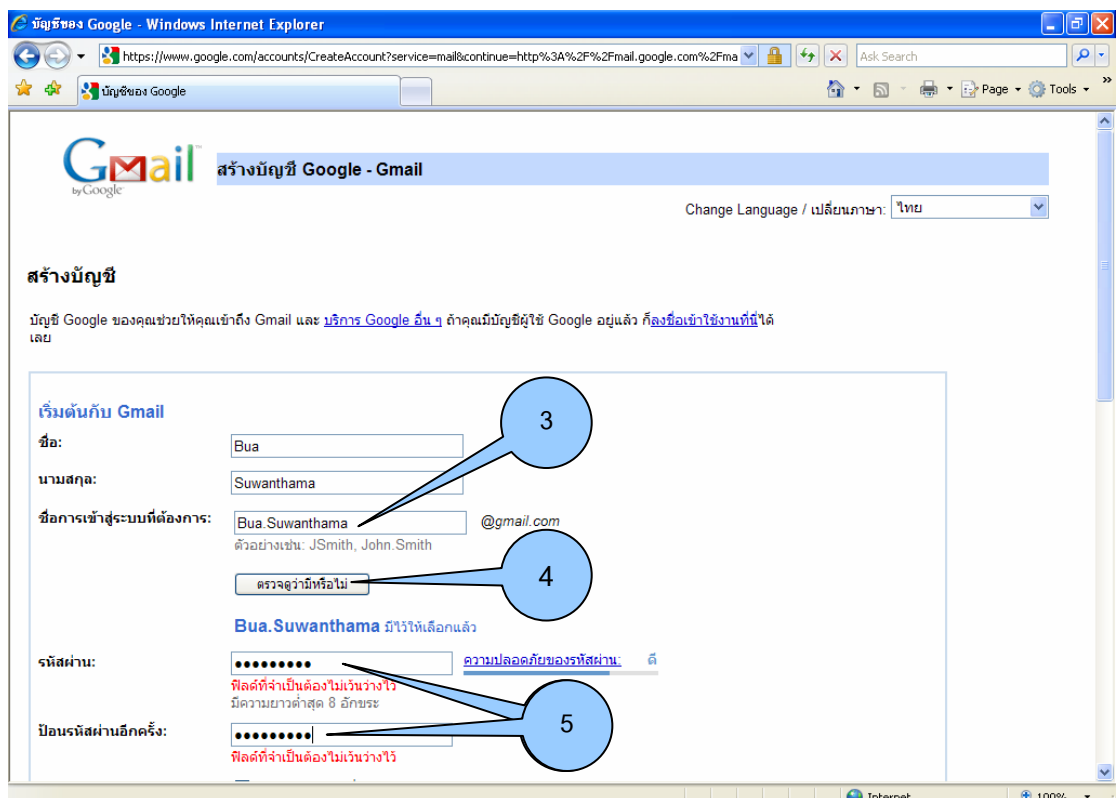 บัญชีของ Google - Windows Internet Explorer
https://www.google.com/accounts/CreateAccount?service=mail&continue=http%3A%2F%2Fmail.google.com%2Fma
Ask Search
บัญชีของ Google
Page
Tools
Gmail
by Google
TM
สร้างบัญชี Google - Gmail
Change Language / เปลี่ยนภาษา: ไทย
สร้างบัญชี
บัญชี Google ของคุณช่วยให้คุณเข้าถึง Gmail และ บริการ Google อื่น ๆ ถ้าคุณมีบัญชีผู้ใช้ Google อยู่แล้ว ก็ลงชื่อเข้าใช้งานที่นี่ได้
เลย
เริ่มต้นกับ Gmail
3
ชื่อ: Bua
นามสกุล: Suwanthama
ชื่อการเข้าสู่ระบบที่ต้องการ: Bua.Suwanthama @gmail.com
ตัวอย่างเช่น: JSmith, John.Smith
ตรวจดูว่ามีหรือไม่
4
Bua.Suwanthama มีไว้ให้เลือกแล้ว
รหัสผ่าน: ●●●●●●●●● ความปลอดภัยของรหัสผ่าน: ดี
ฟิลด์ที่จำเป็นต้องไม่เว้นว่างไว้
มีความยาวต่ำสุด 8 อักขระ
5
ป้อนรหัสผ่านอีกครั้ง: ●●●●●●●●●
ฟิลด์ที่จำเป็นต้องไม่เว้นว่างไว้
Internet
100%